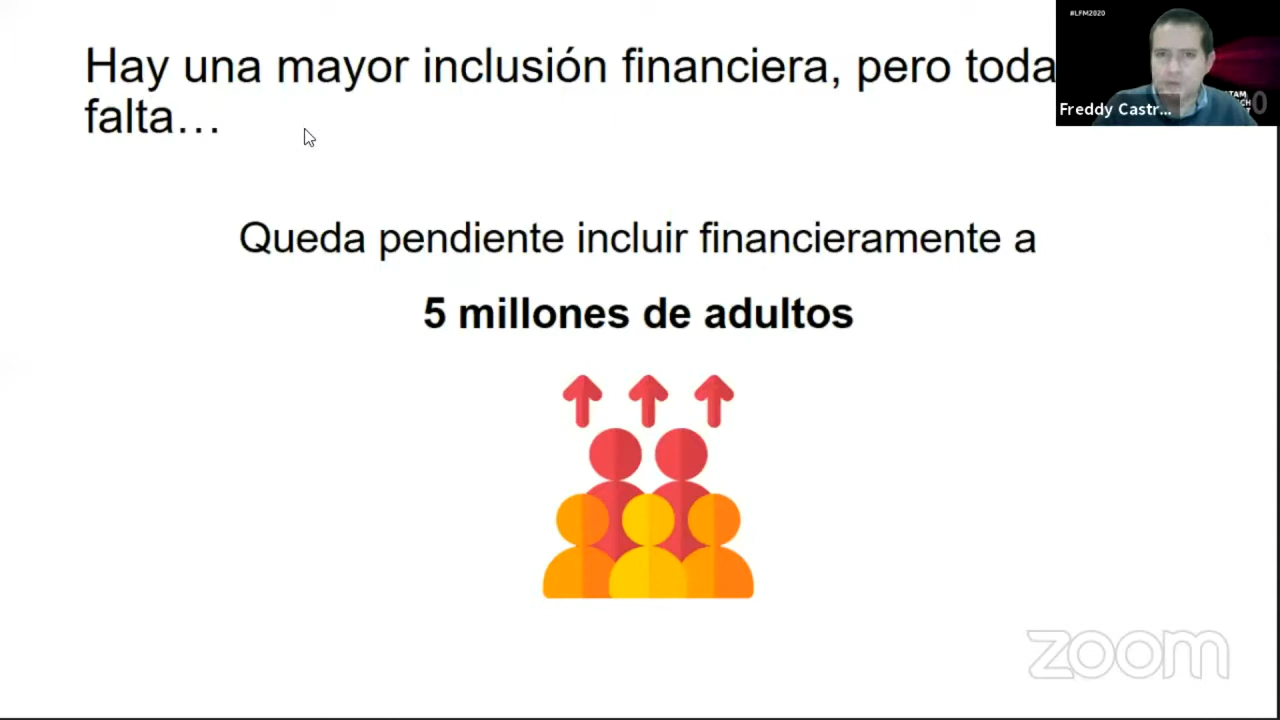 Hay una mayor inclusión financiera, pero toda
falta…
Queda pendiente incluir financieramente a
5 millones de adultos
#LFM2020
Freddy Castr...
zoom